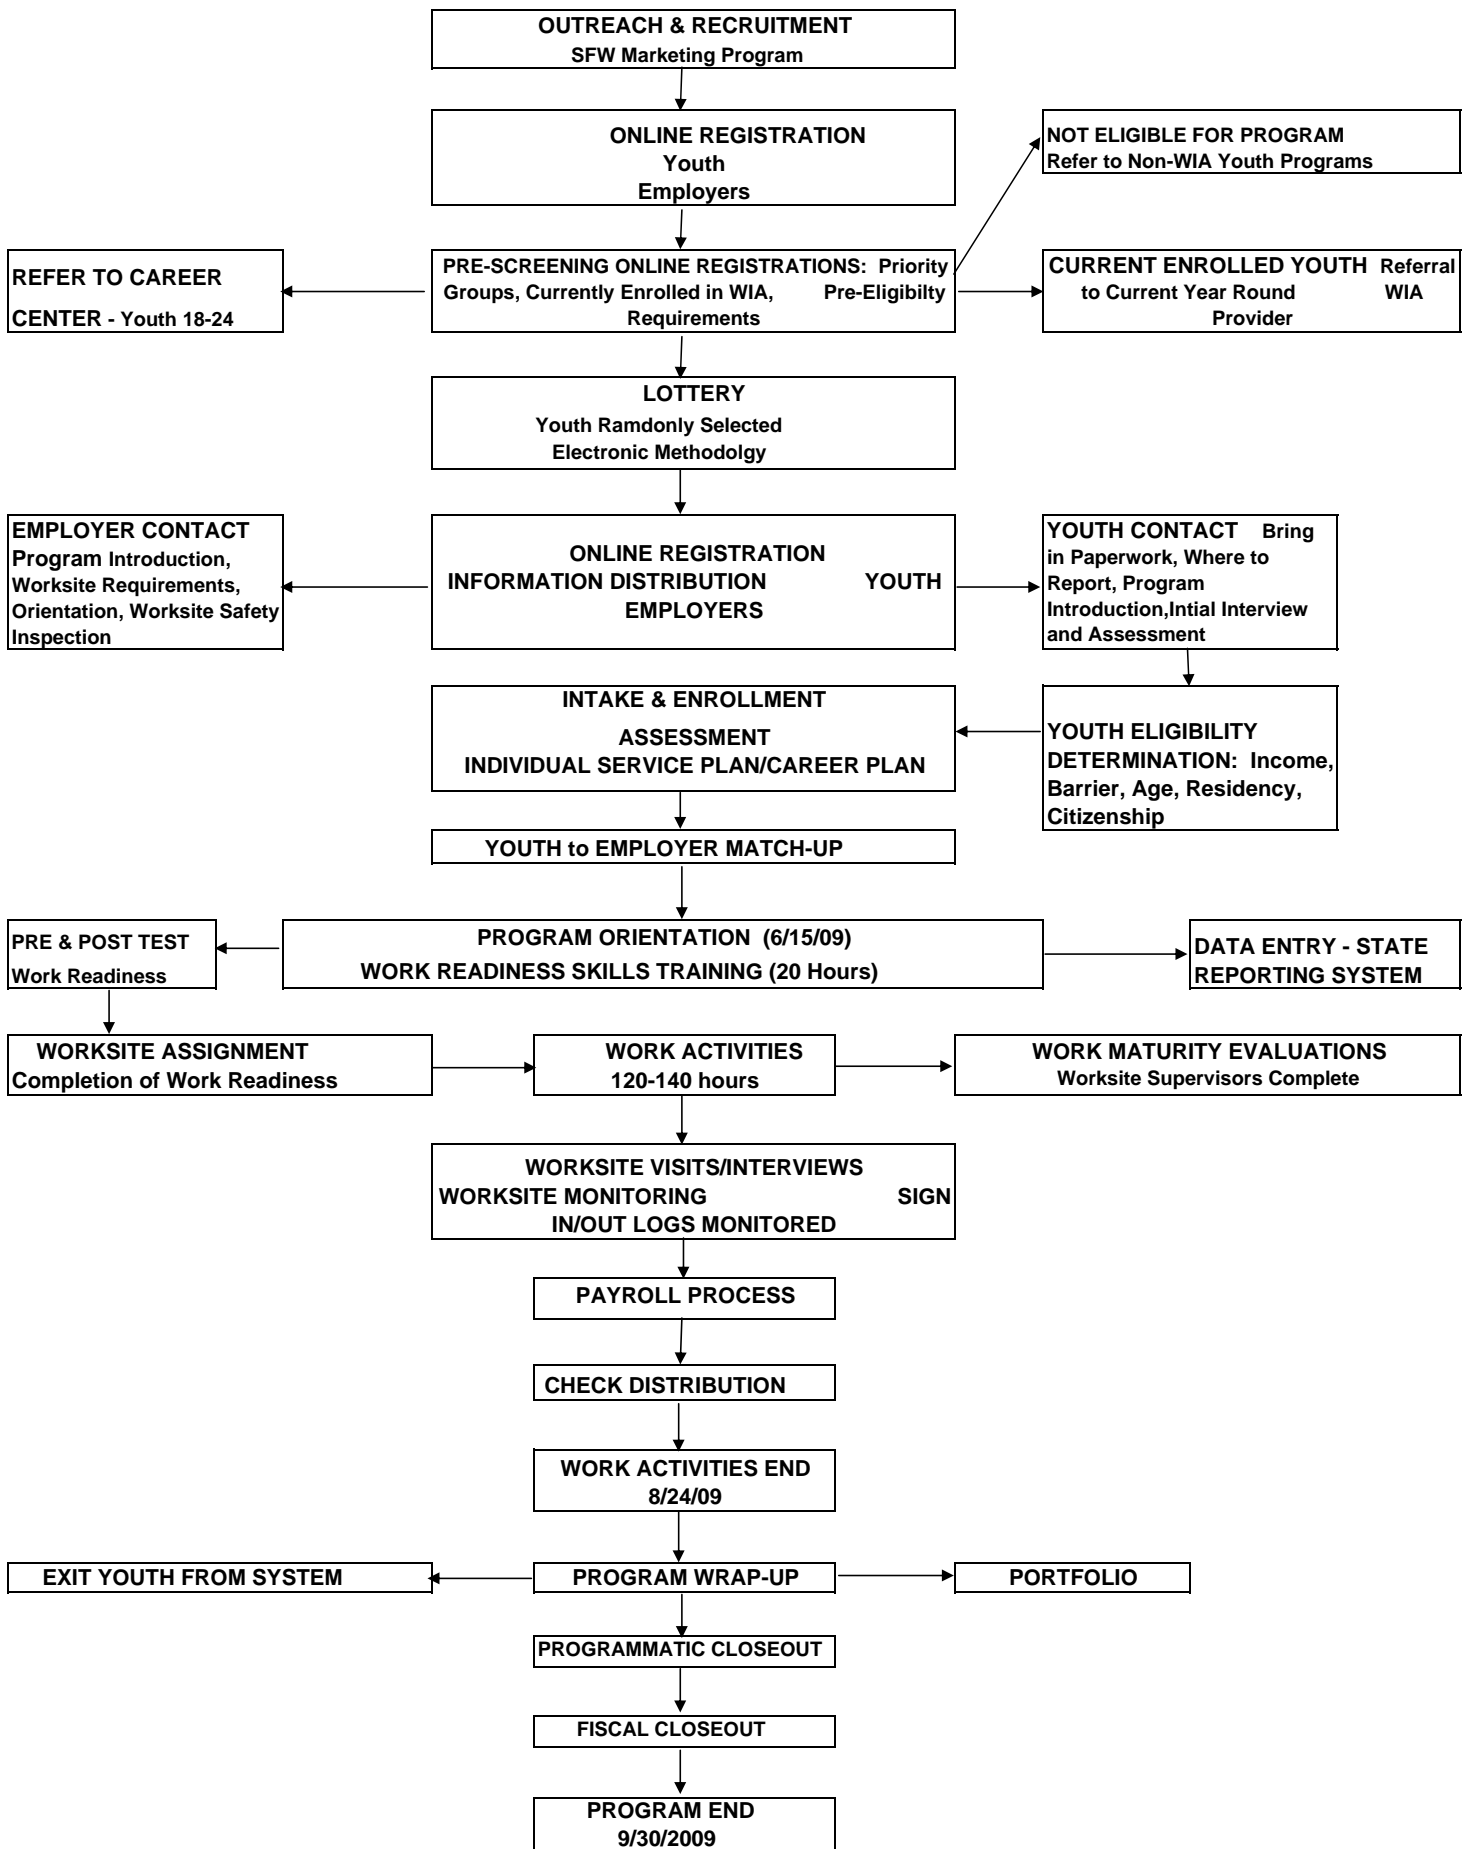 OUTREACH & RECRUITMENT
SFW Marketing Program
ONLINE REGISTRATION
Youth
Employers
NOT ELIGIBLE FOR PROGRAM
Refer to Non-WIA Youth Programs
REFER TO CAREER
CENTER - Youth 18-24
PRE-SCREENING ONLINE REGISTRATIONS: Priority
Groups, Currently Enrolled in WIA, Pre-Eligibilty
Requirements
CURRENT ENROLLED YOUTH Referral
to Current Year Round WIA
Provider
LOTTERY
Youth Ramdonly Selected
Electronic Methodolgy
EMPLOYER CONTACT
Program Introduction,
Worksite Requirements,
Orientation, Worksite Safety
Inspection
ONLINE REGISTRATION
INFORMATION DISTRIBUTION YOUTH
EMPLOYERS
YOUTH CONTACT Bring
in Paperwork, Where to
Report, Program
Introduction,Intial Interview
and Assessment
INTAKE & ENROLLMENT
ASSESSMENT
INDIVIDUAL SERVICE PLAN/CAREER PLAN
YOUTH ELIGIBILITY
DETERMINATION: Income,
Barrier, Age, Residency,
Citizenship
YOUTH to EMPLOYER MATCH-UP
PRE & POST TEST
Work Readiness
PROGRAM ORIENTATION (6/15/09)
WORK READINESS SKILLS TRAINING (20 Hours)
DATA ENTRY - STATE
REPORTING SYSTEM
WORKSITE ASSIGNMENT
Completion of Work Readiness
WORK ACTIVITIES
120-140 hours
WORK MATURITY EVALUATIONS
Worksite Supervisors Complete
WORKSITE VISITS/INTERVIEWS
WORKSITE MONITORING SIGN
IN/OUT LOGS MONITORED
PAYROLL PROCESS
CHECK DISTRIBUTION
WORK ACTIVITIES END
8/24/09
EXIT YOUTH FROM SYSTEM
PROGRAM WRAP-UP
PORTFOLIO
PROGRAMMATIC CLOSEOUT
FISCAL CLOSEOUT
PROGRAM END
9/30/2009